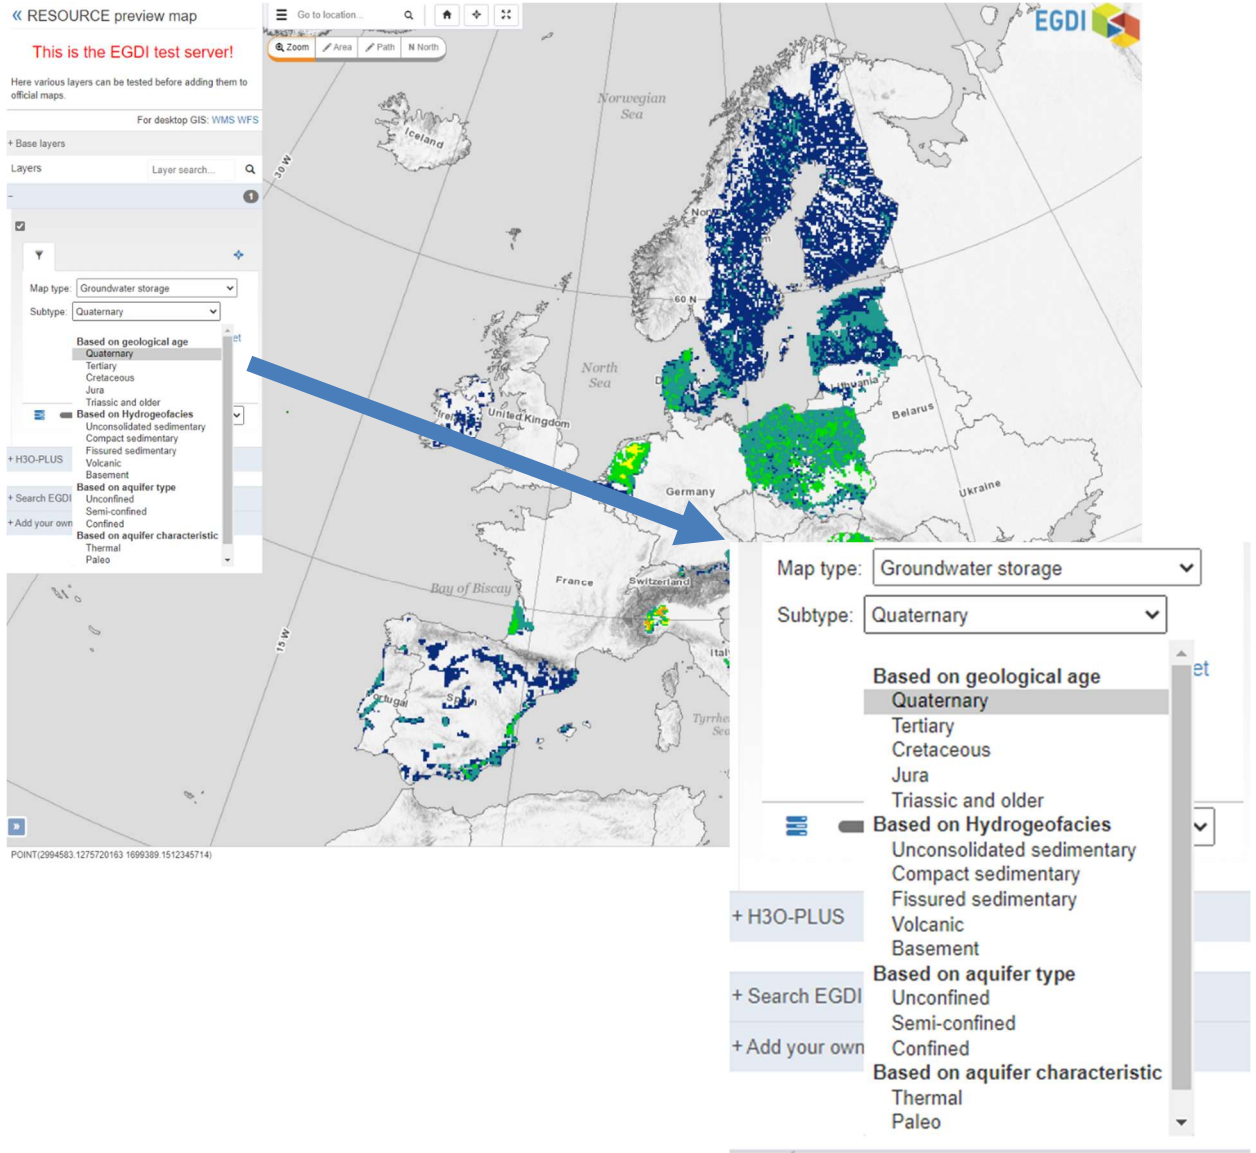 « RESOURCE preview map
This is the EGDI test server!
Here various layers can be tested before adding them to
official maps.
For desktop GIS: WMS WFS
+ Base layers
Layers
Layer search...
1
Map type: Groundwater storage
Subtype: Quaternary
et
Based on geological age
Quaternary
Tertiary
Cretaceous
Jura
Triassic and older
Based on Hydrogeofacies
Unconsolidated sedimentary
Compact sedimentary
Fissured sedimentary
Volcanic
Basement
Based on aquifer type
Unconfined
Semi-confined
Confined
Based on aquifer characteristic
Thermal
Paleo
+ H3O-PLUS
+ Search EGDI
+ Add your own
Go to location...
Zoom
Area
Path
N North
EGDI
Norwegian
Sea
Iceland
30 W
60 N
North
Sea
United Kingdom
Lithuania
Belarus
Ukraine
Germany
France
Switzerland
Bay of Biscay
15 W
Spain
Ital
Tyrrhe
Sea
POINT(2994583.1275720163 1699389.1512345714)
Map type: Groundwater storage
Subtype: Quaternary
et
Based on geological age
Quaternary
Tertiary
Cretaceous
Jura
Triassic and older
Based on Hydrogeofacies
Unconsolidated sedimentary
Compact sedimentary
Fissured sedimentary
Volcanic
Basement
Based on aquifer type
Unconfined
Semi-confined
Confined
Based on aquifer characteristic
Thermal
Paleo
+ H3O-PLUS
+ Search EGDI
+ Add your own